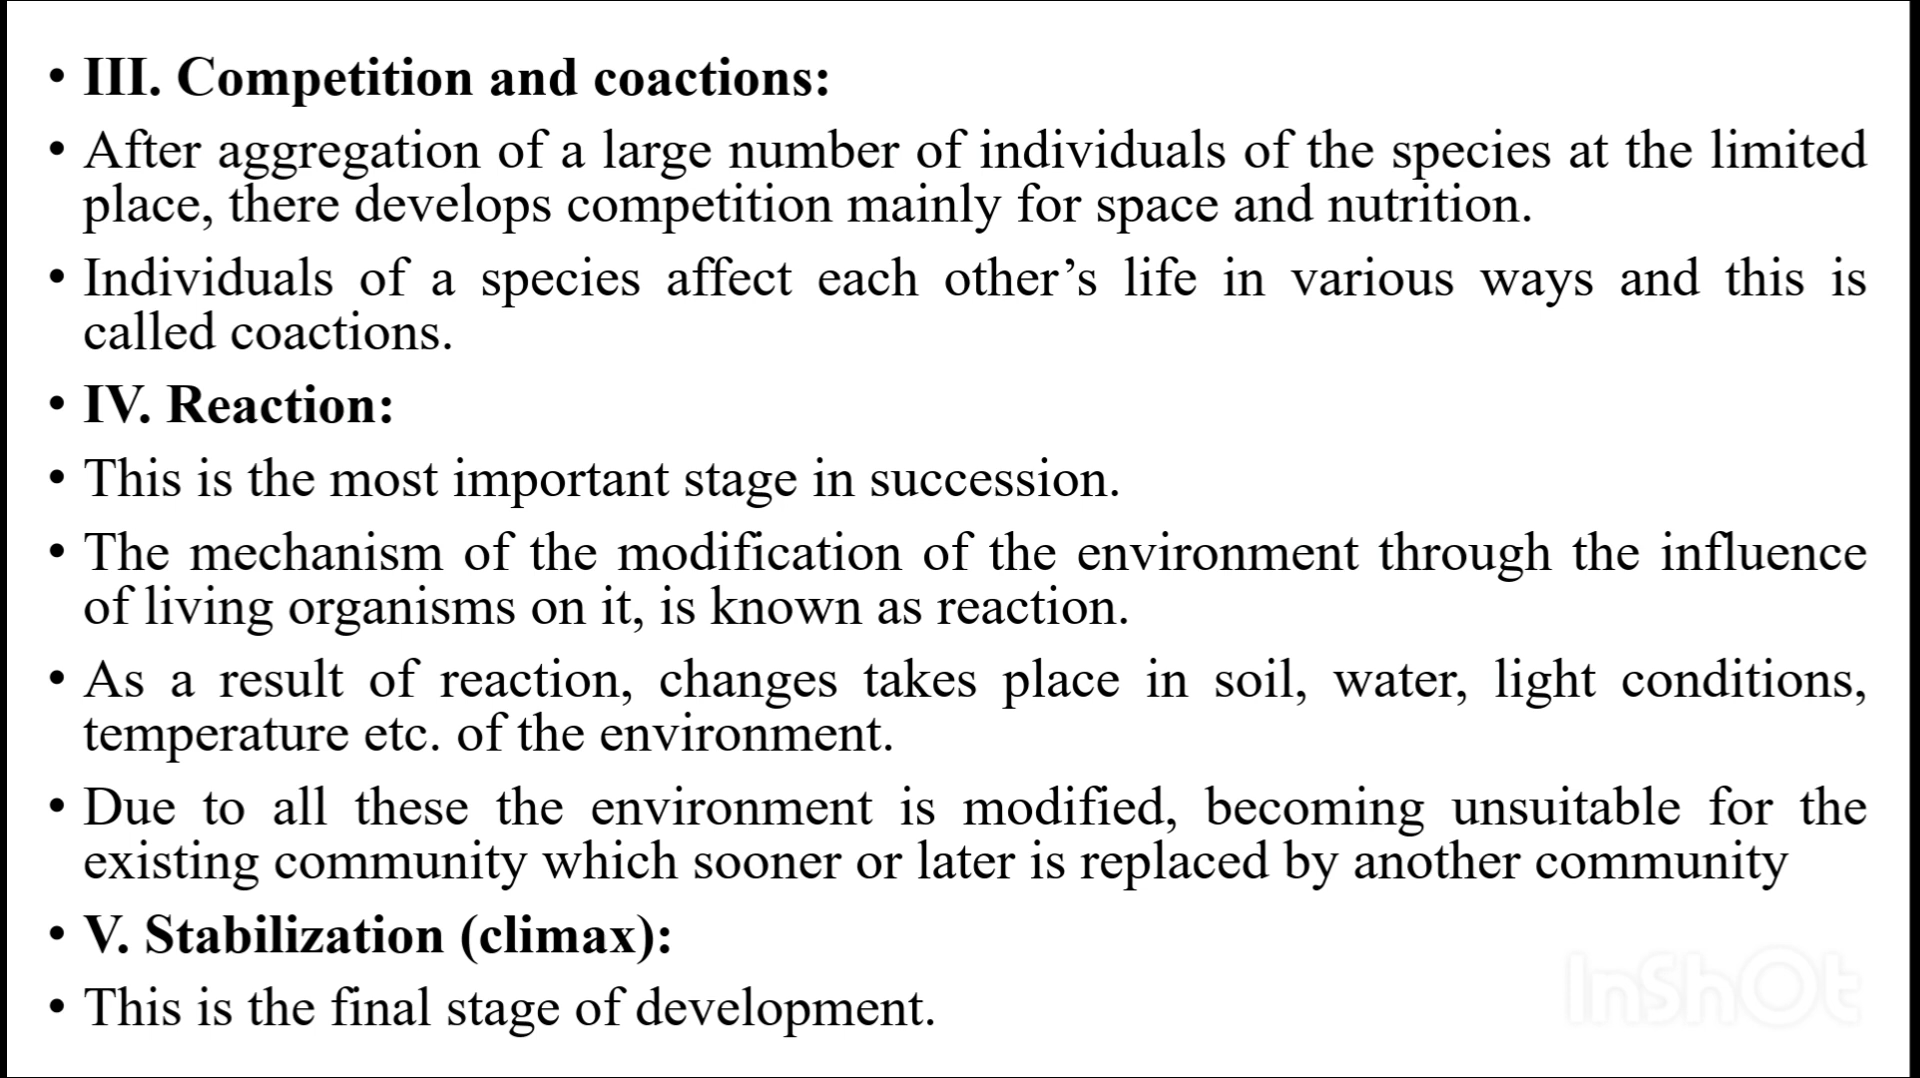 • III. Competition and coactions:
• After aggregation of a large number of individuals of the species at the limited
place, there develops competition mainly for space and nutrition.
• Individuals of a species affect each other’s life in various ways and this is
called coactions.
• IV. Reaction:
• This is the most important stage in succession.
• The mechanism of the modification of the environment through the influence
of living organisms on it, is known as reaction.
• As a result of reaction, changes takes place in soil, water, light conditions,
temperature etc. of the environment.
• Due to all these the environment is modified, becoming unsuitable for the
existing community which sooner or later is replaced by another community
• V. Stabilization (climax):
• This is the final stage of development.
InShOt